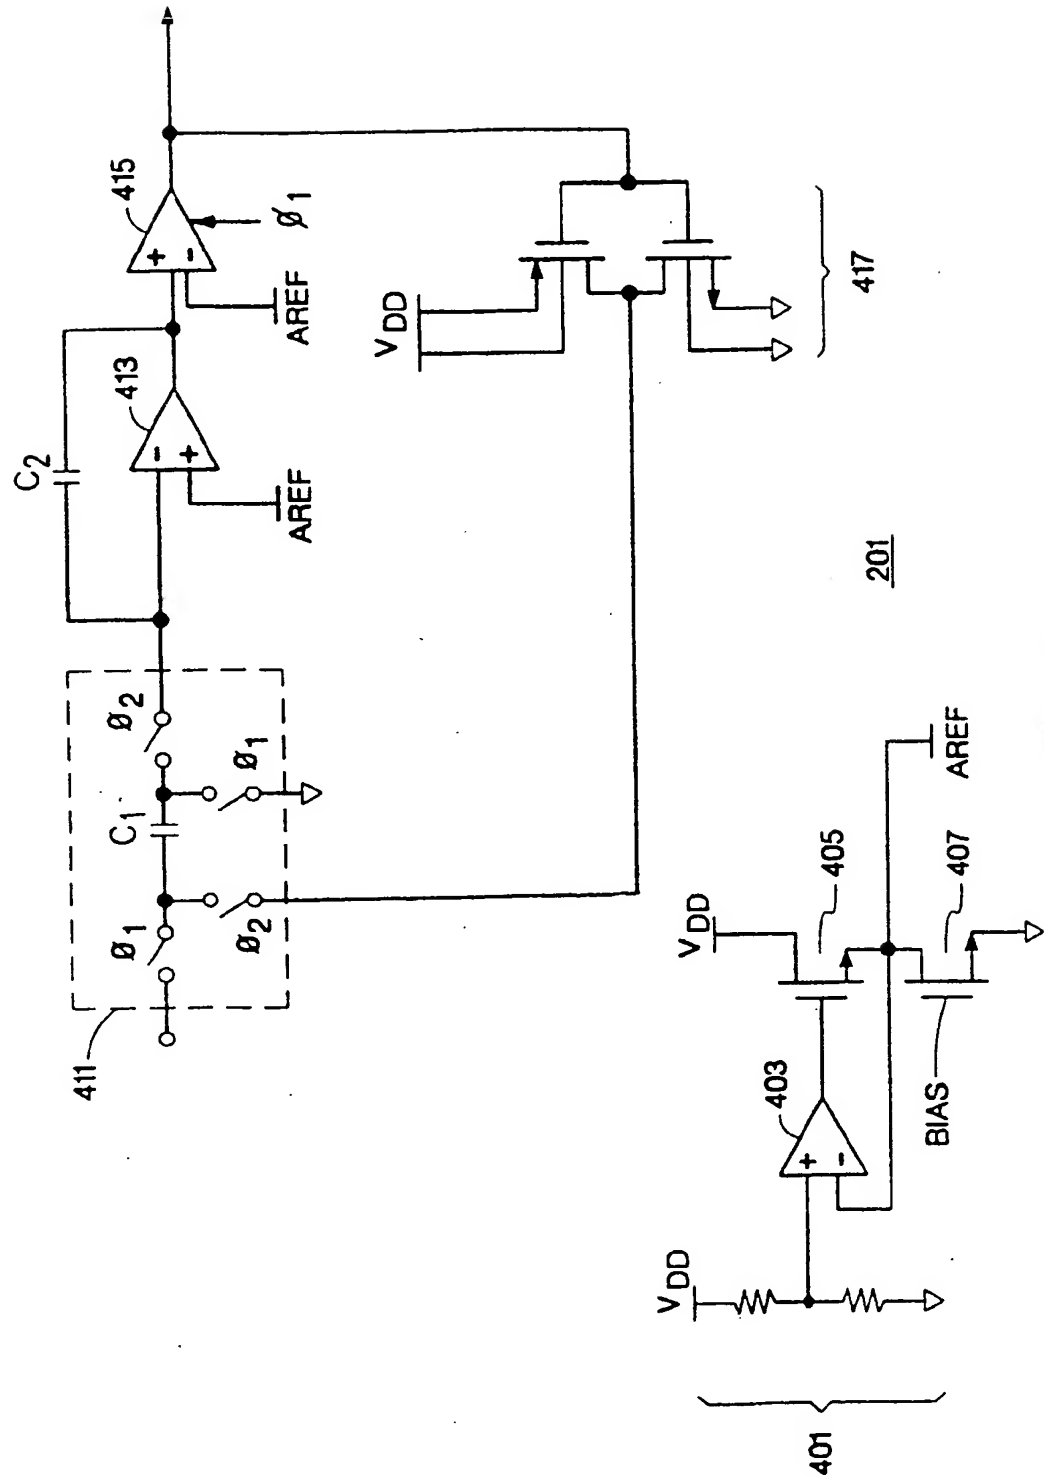 411
Ø1
C1
Ø2
Ø2
Ø1
C2
413
AREF
415
AREF
Ø1
VDD
417
201
401
VDD
403
BIAS
VDD
405
407
AREF
+
-
-
+
+
-